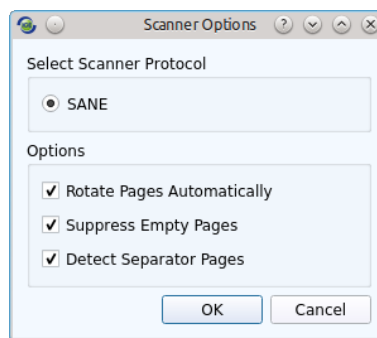 Scanner Options
Select Scanner Protocol
SANE
Options
Rotate Pages Automatically
Suppress Empty Pages
Detect Separator Pages
OK Cancel